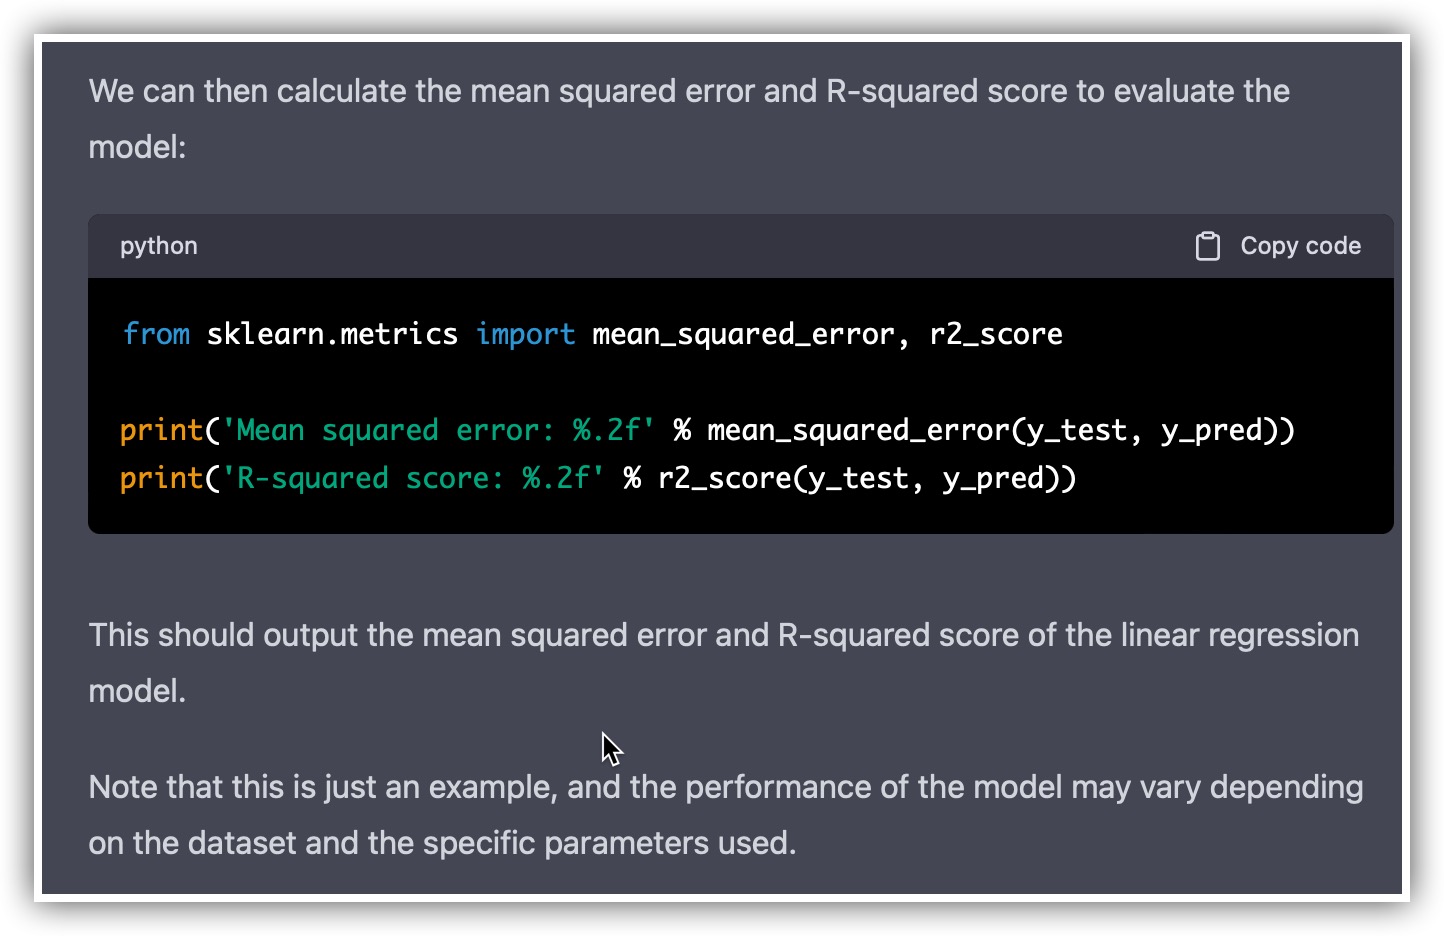 We can then calculate the mean squared error and R-squared score to evaluate the
model:
python
Copy code
from sklearn.metrics import mean_squared_error, r2_score
print('Mean squared error: %.2f' % mean_squared_error(y_test, y_pred))
print('R-squared score: %.2f' % r2_score(y_test, y_pred))
This should output the mean squared error and R-squared score of the linear regression
model.
Note that this is just an example, and the performance of the model may vary depending
on the dataset and the specific parameters used.